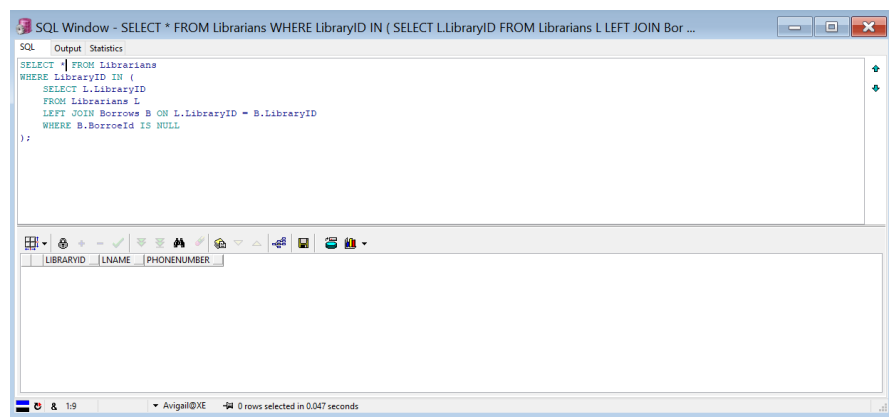 SQL Window - SELECT * FROM Librarians WHERE LibraryID IN ( SELECT L.LibraryID FROM Librarians L LEFT JOIN Bor ...
SQL Output Statistics
SELECT * FROM Librarians
WHERE LibraryID IN (
SELECT L.LibraryID
FROM Librarians L
LEFT JOIN Borrows B ON L.LibraryID = B.LibraryID
WHERE B.BorroeId IS NULL
);
LIBRARYID LNAME PHONENUMBER
& 1:9 Avigail@XE 0 rows selected in 0.047 seconds